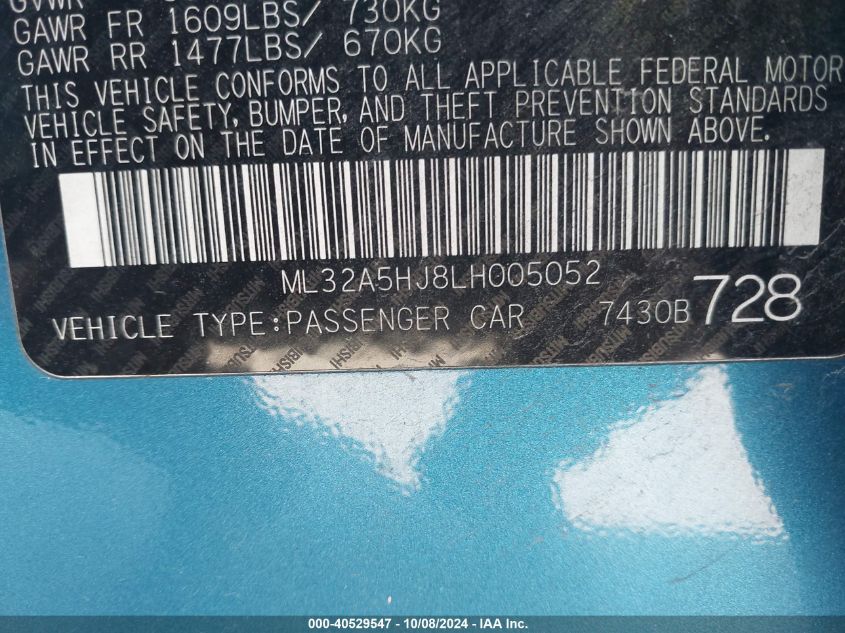 GVWR
GAWR FR 1609LBS/ 730KG
GAWR RR 1477LBS/ 670KG
THIS VEHICLE CONFORMS TO ALL APPLICABLE FEDERAL MOTOR
VEHICLE SAFETY, BUMPER, AND THEFT PREVENTION STANDARDS
IN EFFECT ON THE DATE OF MANUFACTURE SHOWN ABOVE.
ML32A5HJ8LH005052
VEHICLE TYPE:PASSENGER CAR 7430B 728
000-40529547 - 10/08/2024 - IAA Inc.